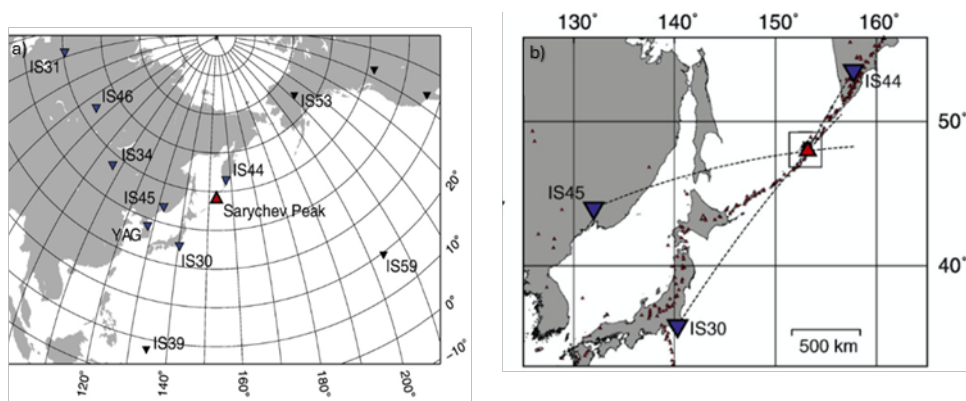 a)
IS31
IS46
IS53
IS34
IS44
IS45
Sarychev Peak
YAG
IS30
IS59
IS39
20°
10°
0°
-10°
120°
140°
160°
180°
200°
130° 140° 150° 160°
b)
IS44
50°
IS45
40°
IS30
500 km